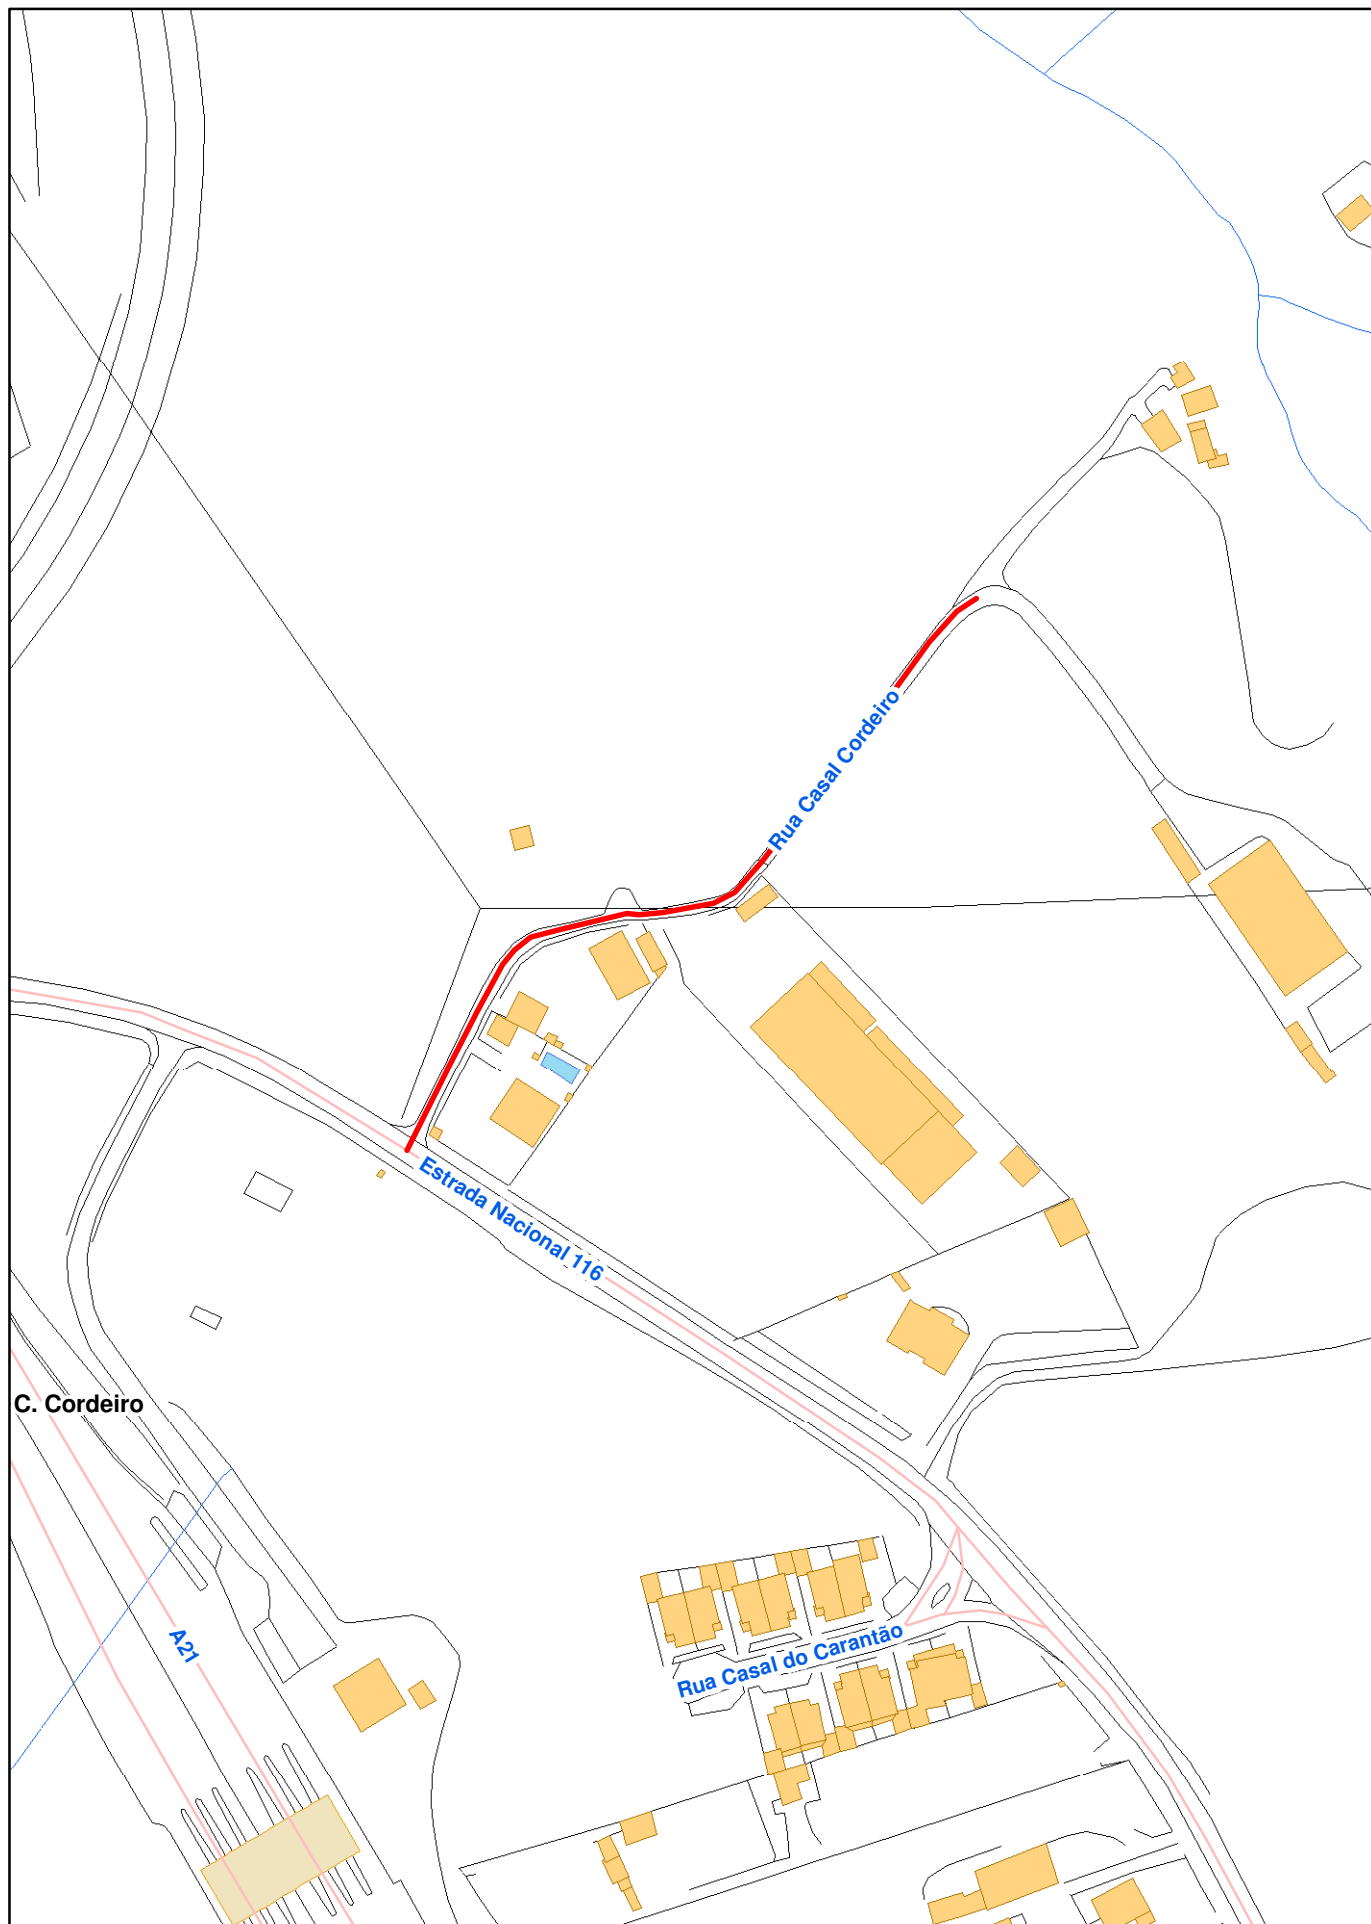 Rua Casal Cordeiro
Estrada Nacional 116
C. Cordeiro
A21
Rua Casal do Carantão